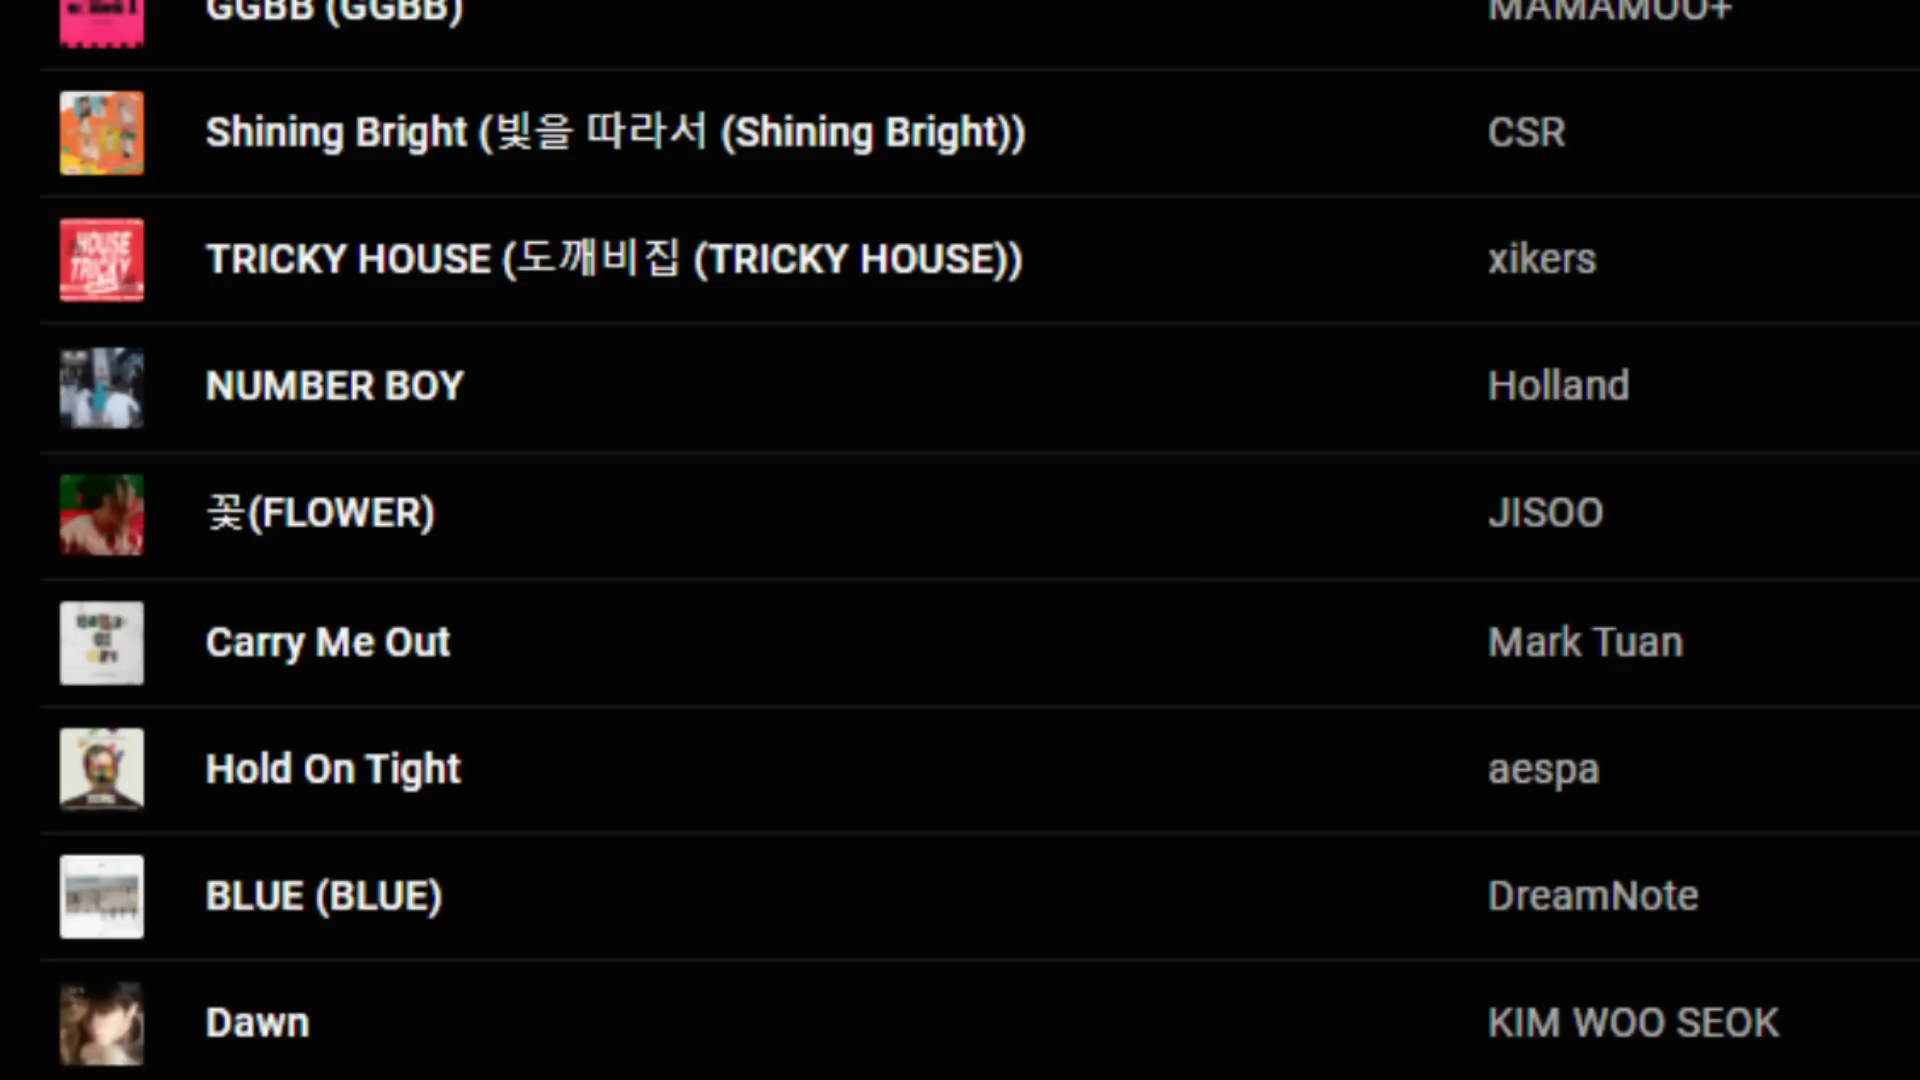 GGBB (GGBB) MAMAMOO+
Shining Bright (빛을 따라서 (Shining Bright)) CSR
HOUSE TRICKY
TRICKY HOUSE (도깨비집 (TRICKY HOUSE)) xikers
NUMBER BOY Holland
꽃(FLOWER) JISOO
Carry Me Out Mark Tuan
Hold On Tight aespa
BLUE (BLUE) DreamNote
Dawn KIM WOO SEOK